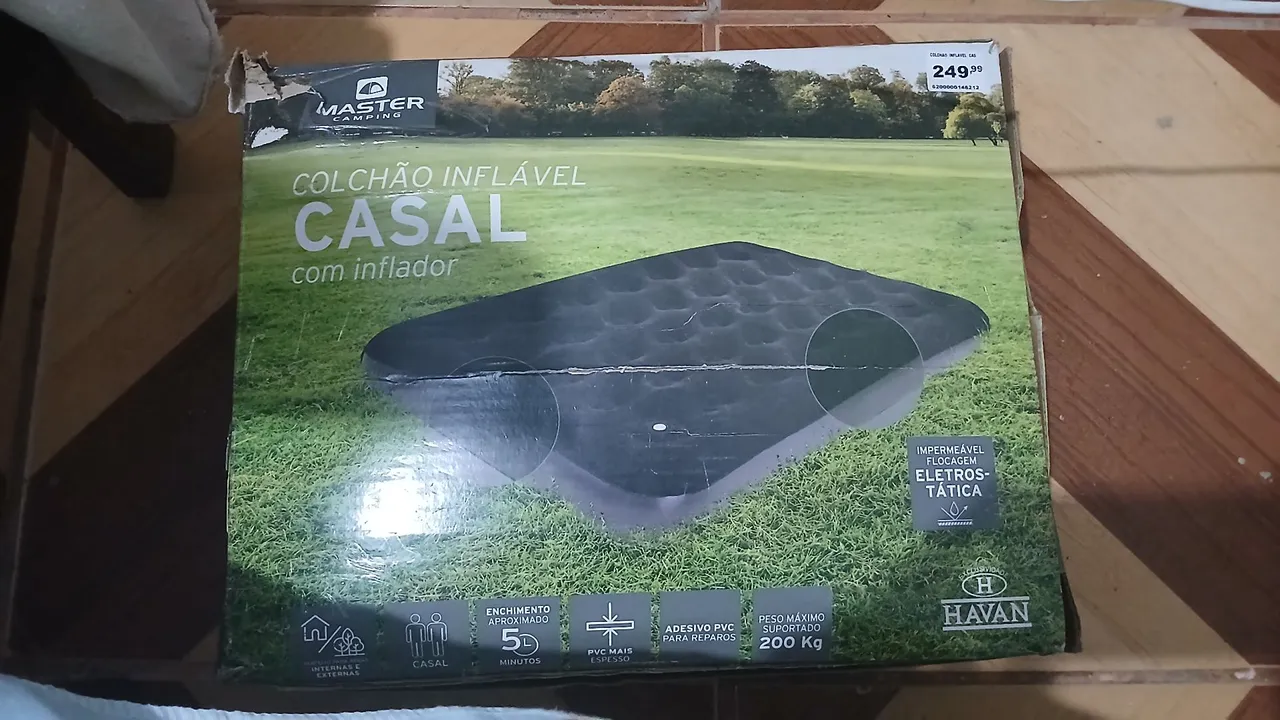 MASTER
CAMPING
COLCHÃO INFLÁVEL CAS
249,99
6200000146212
COLCHÃO INFLÁVEL
CASAL
com inflador
IMPERMEÁVEL
FLOCAGEM
ELETROS-
TÁTICA
H
HAVAN
INTERNAS E
EXTERNAS
CASAL
ENCHIMENTO
APROXIMADO
5
MINUTOS
PVC MAIS
ESPESSO
ADESIVO PVC
PARA REPAROS
PESO MÁXIMO
SUPORTADO
200 Kg